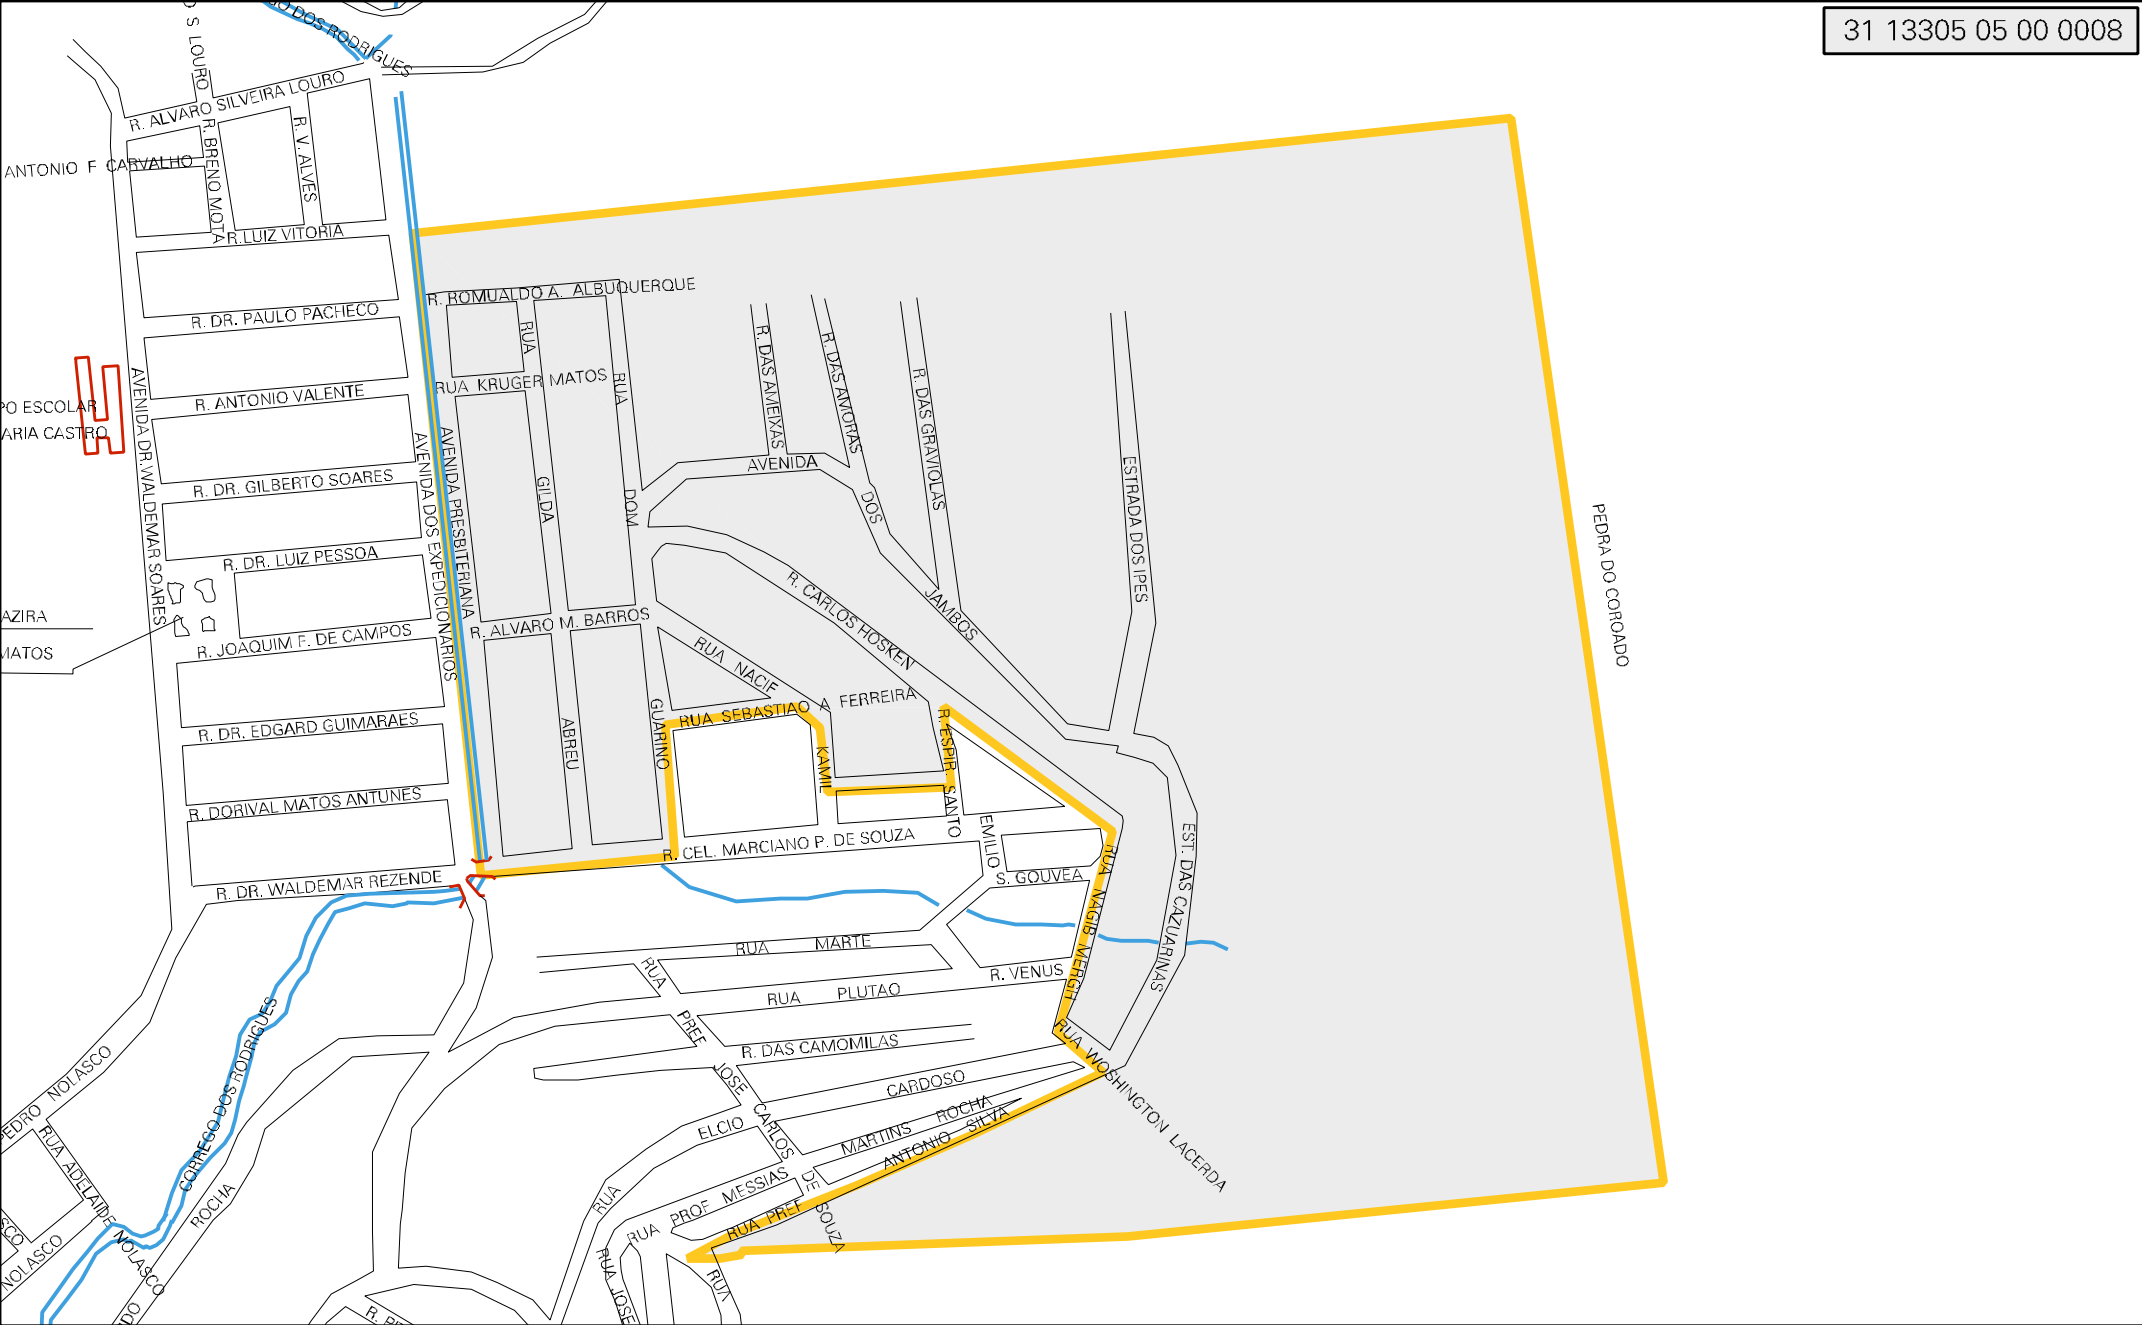 31 13305 05 00 0008
S LOURO
DOS RODRIGUES
R. ALVARO SILVEIRA LOURO
R. BRENO MOTA
R. V. ALVES
ANTONIO F CARVALHO
R.LUIZ VITORIA
R. DR. PAULO PACHECO
R. ANTONIO VALENTE
R. DR. GILBERTO SOARES
R. DR. LUIZ PESSOA
R. JOAQUIM F. DE CAMPOS
R. DR. EDGARD GUIMARAES
R. DORIVAL MATOS ANTUNES
R. DR. WALDEMAR REZENDE
AVENIDA DR.WALDEMAR SOARES
PO ESCOLAR
ARIA CASTRO
AZIRA
MATOS
AVENIDA DOS EXPEDICIONARIOS
AVENIDA PRESBITERIANA
R. ROMUALDO A. ALBUQUERQUE
RUA KRUGER MATOS
RUA GILDA ABREU
RUA DOM GUARINO
R. ALVARO M. BARROS
R. DAS AMEIXAS
R. DAS AMORAS
R. DAS GRAVIOLAS
AVENIDA DOS JAMBOS
ESTRADA DOS IPES
PEDRA DO COROADO
R. CARLOS HOSKEN
RUA NACIF
KAMIL
RUA SEBASTIAO A FERREIRA
R. ESPIR. SANTO
EMILIO
S. GOUVEA
R. CEL. MARCIANO P. DE SOUZA
EST. DAS CAZUARINAS
RUA NAGIB MERGH
RUA MARTE
R. VENUS
RUA PLUTAO
R. DAS CAMOMILAS
RUA PREF JOSE CARLOS DE SOUZA
RUA ELCIO CARDOSO
RUA WOSHINGTON LACERDA
RUA PROF MESSIAS MARTINS ROCHA
RUA PREF ANTONIO SILVA
RUA JOSE
RUA
CORREGO DOS RODRIGUES
PEDRO NOLASCO
RUA ADELAIDE NOLASCO
ROCHA
SCO
NOLASCO
DO